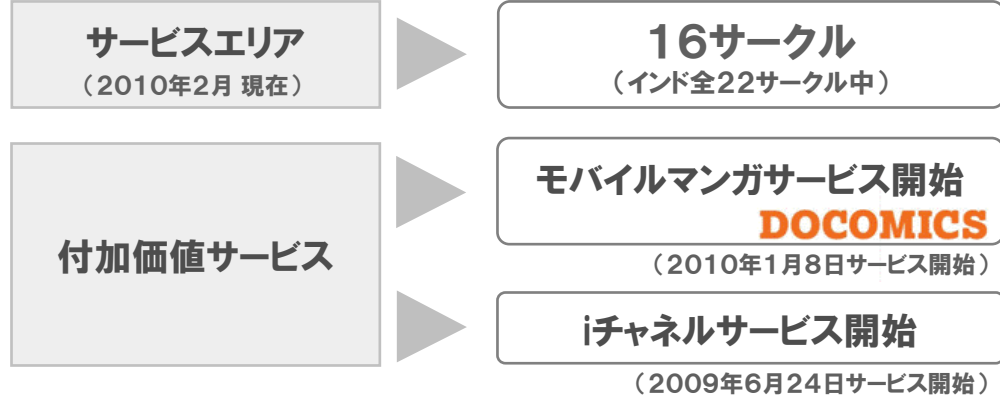 サービスエリア
(2010年2月 現在)
16サークル
(インド全22サークル中)
付加価値サービス
モバイルマンガサービス開始
DOCOMICS
(2010年1月8日サービス開始)
iチャネルサービス開始
(2009年6月24日サービス開始)